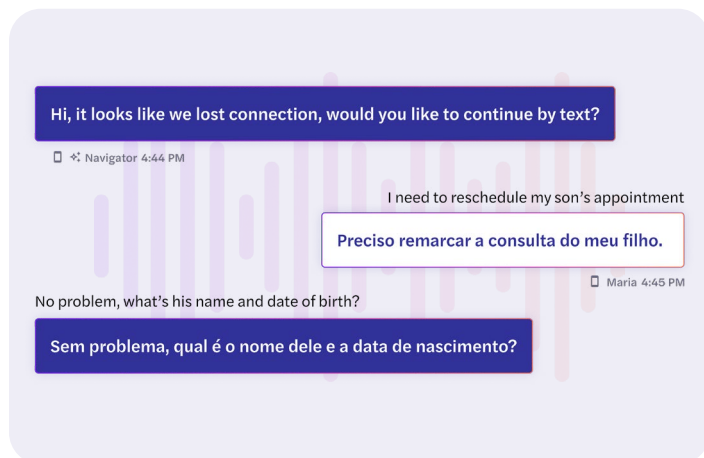 Hi, it looks like we lost connection, would you like to continue by text?
Navigator 4:44 PM
I need to reschedule my son’s appointment
Preciso remarcar a consulta do meu filho.
Maria 4:45 PM
No problem, what’s his name and date of birth?
Sem problema, qual é o nome dele e a data de nascimento?